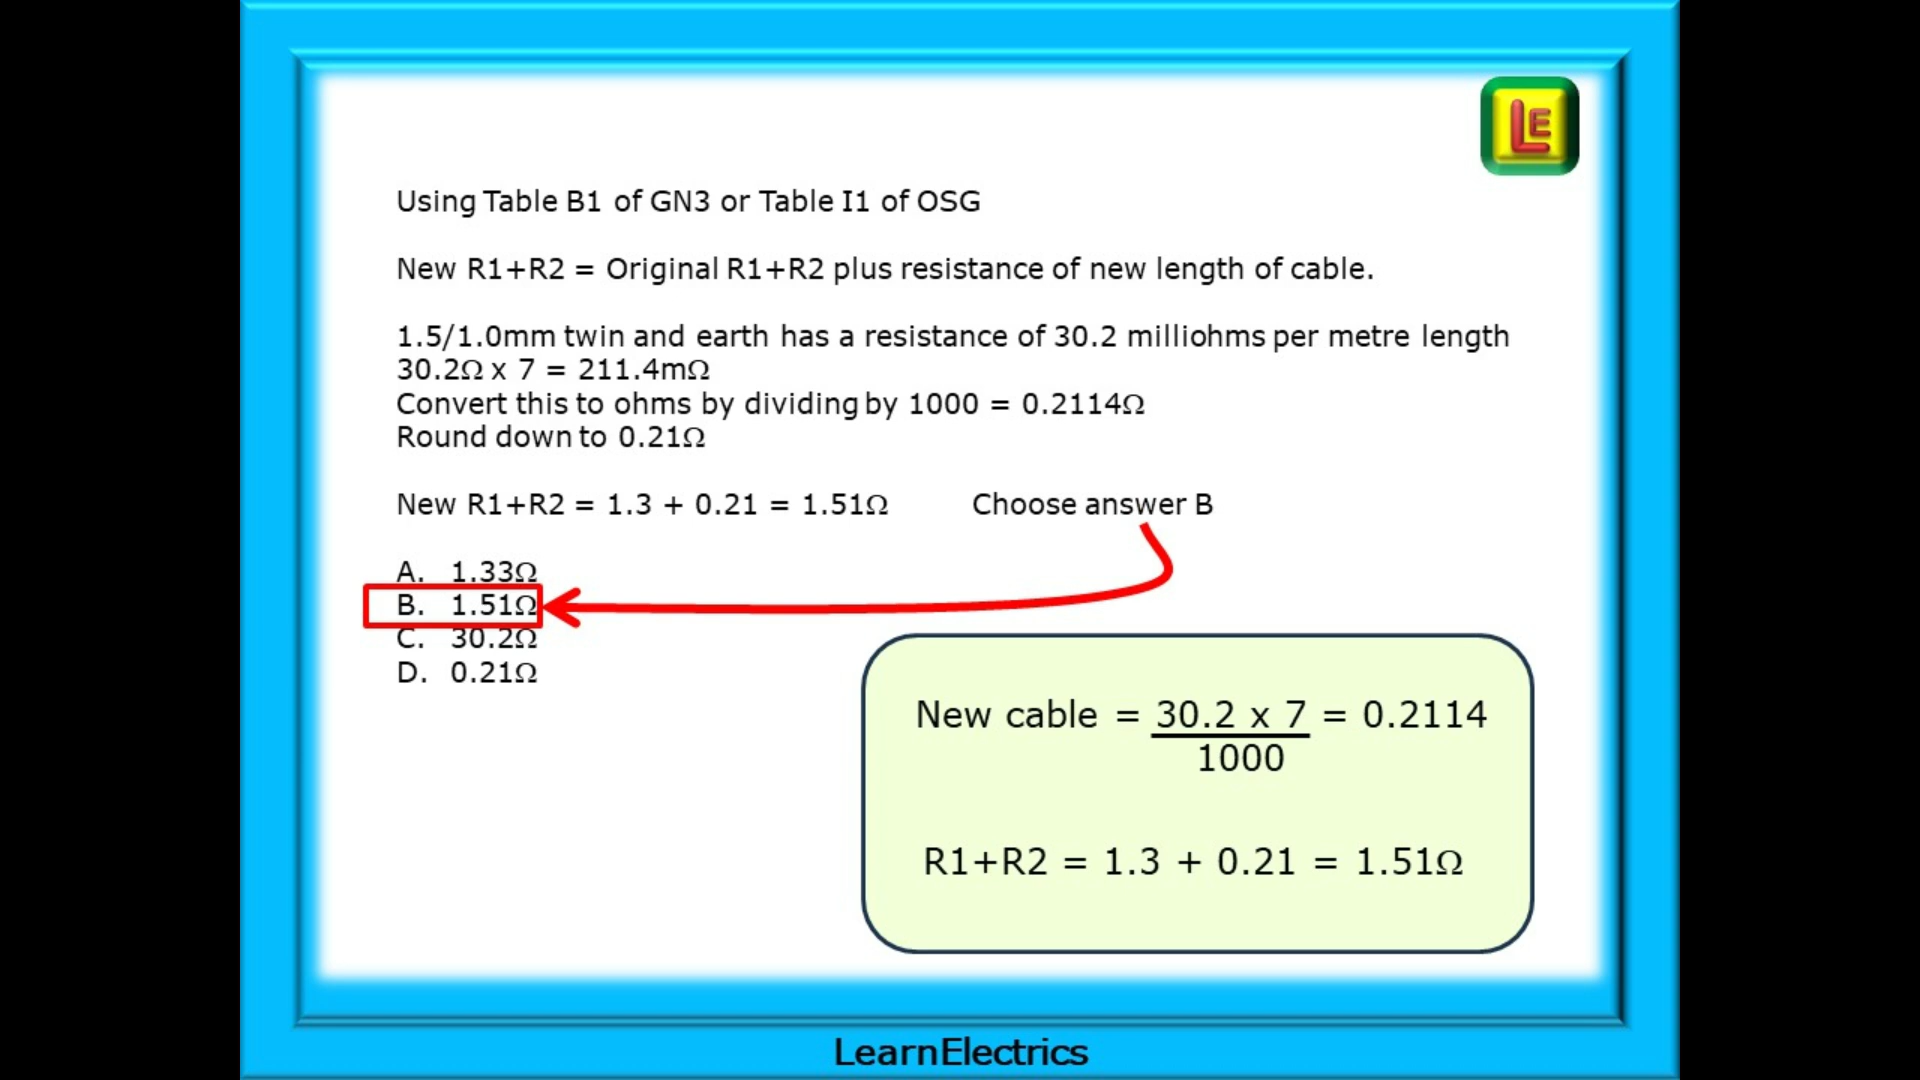 LE
Using Table B1 of GN3 or Table I1 of OSG
New R1+R2 = Original R1+R2 plus resistance of new length of cable.
1.5/1.0mm twin and earth has a resistance of 30.2 milliohms per metre length
30.2Ω x 7 = 211.4mΩ
Convert this to ohms by dividing by 1000 = 0.2114Ω
Round down to 0.21Ω
New R1+R2 = 1.3 + 0.21 = 1.51Ω Choose answer B
A. 1.33Ω
B. 1.51Ω
C. 30.2Ω
D. 0.21Ω
New cable = 30.2 x 7 = 0.2114
1000
R1+R2 = 1.3 + 0.21 = 1.51Ω
LearnElectrics